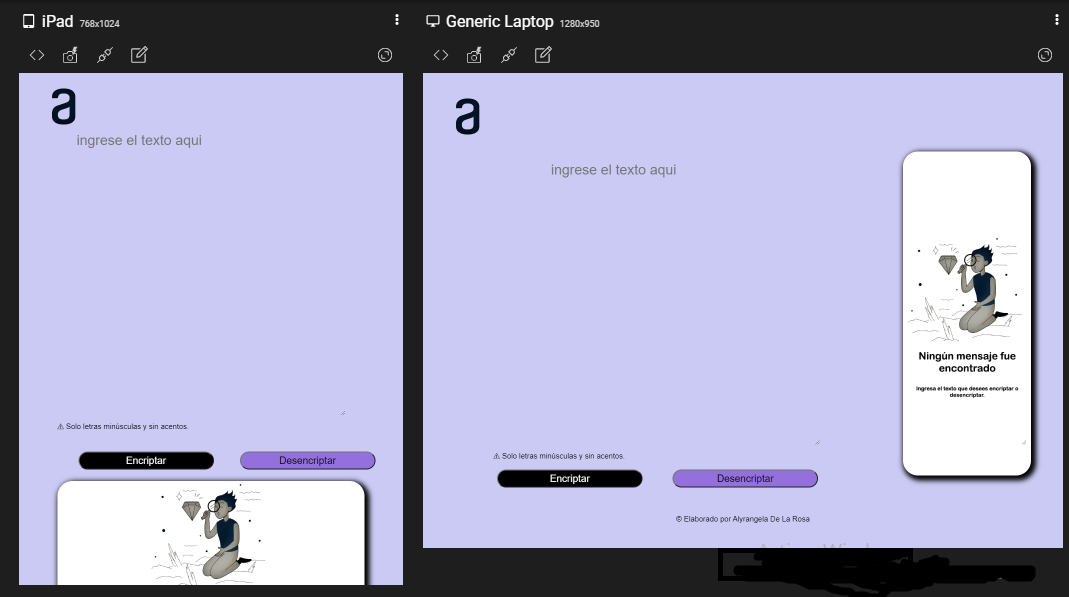 iPad 768x1024
a
ingrese el texto aqui
⚠ Solo letras minúsculas y sin acentos.
Encriptar
Desencriptar
Generic Laptop 1280x950
a
ingrese el texto aqui
⚠ Solo letras minúsculas y sin acentos.
Encriptar
Desencriptar
© Elaborado por Alyrangela De La Rosa
Ningún mensaje fue
encontrado
Ingresa el texto que desees encriptar o
desencriptar.